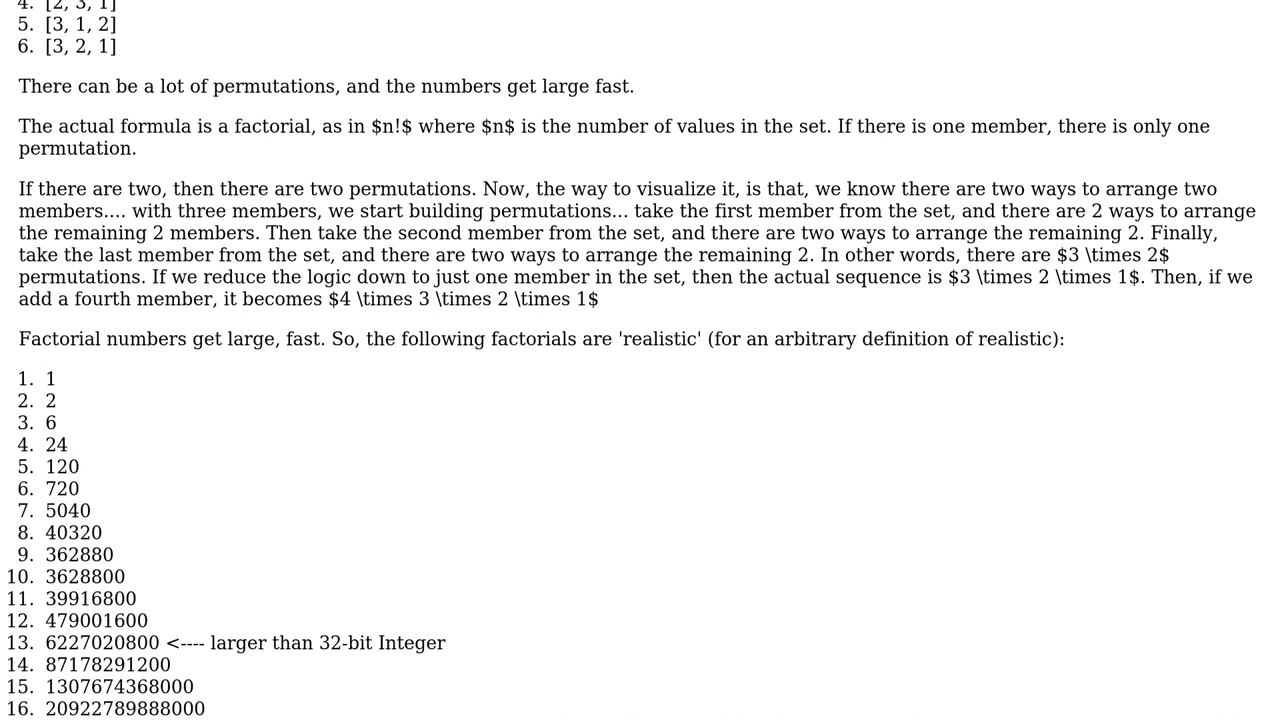 4. [2, 3, 1]
5. [3, 1, 2]
6. [3, 2, 1]
There can be a lot of permutations, and the numbers get large fast.
The actual formula is a factorial, as in $n!$ where $n$ is the number of values in the set. If there is one member, there is only one
permutation.
If there are two, then there are two permutations. Now, the way to visualize it, is that, we know there are two ways to arrange two
members.... with three members, we start building permutations... take the first member from the set, and there are 2 ways to arrange
the remaining 2 members. Then take the second member from the set, and there are two ways to arrange the remaining 2. Finally,
take the last member from the set, and there are two ways to arrange the remaining 2. In other words, there are $3 \times 2$
permutations. If we reduce the logic down to just one member in the set, then the actual sequence is $3 \times 2 \times 1$. Then, if we
add a fourth member, it becomes $4 \times 3 \times 2 \times 1$
Factorial numbers get large, fast. So, the following factorials are 'realistic' (for an arbitrary definition of realistic):
1. 1
2. 2
3. 6
4. 24
5. 120
6. 720
7. 5040
8. 40320
9. 362880
10. 3628800
11. 39916800
12. 479001600
13. 6227020800 <---- larger than 32-bit Integer
14. 87178291200
15. 1307674368000
16. 20922789888000